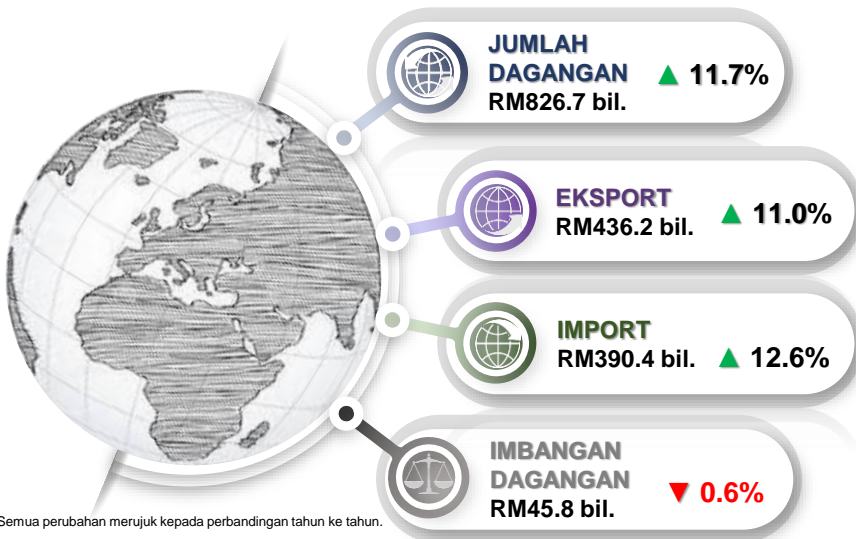 JUMLAH
DAGANGAN
RM826.7 bil.
▲ 11.7%
EKSPORT
RM436.2 bil.
▲ 11.0%
IMPORT
RM390.4 bil.
▲ 12.6%
IMBANGAN
DAGANGAN
RM45.8 bil.
▼ 0.6%
Semua perubahan merujuk kepada perbandingan tahun ke tahun.